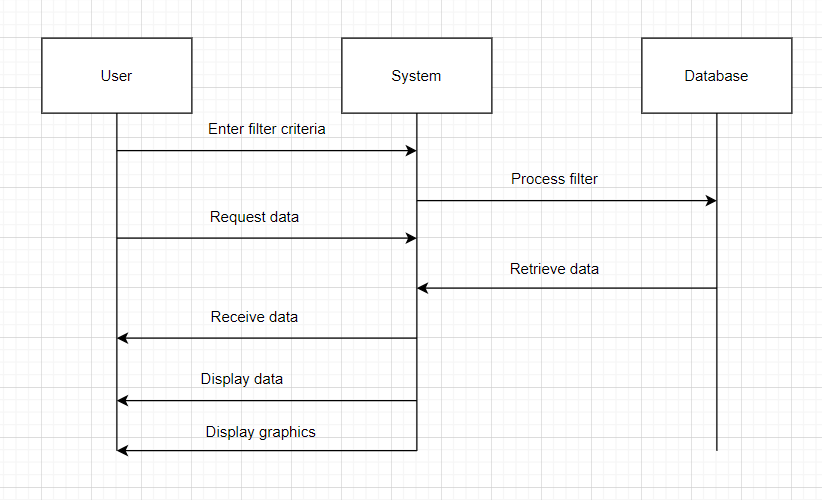 User
System
Database
Enter filter criteria
Process filter
Request data
Retrieve data
Receive data
Display data
Display graphics